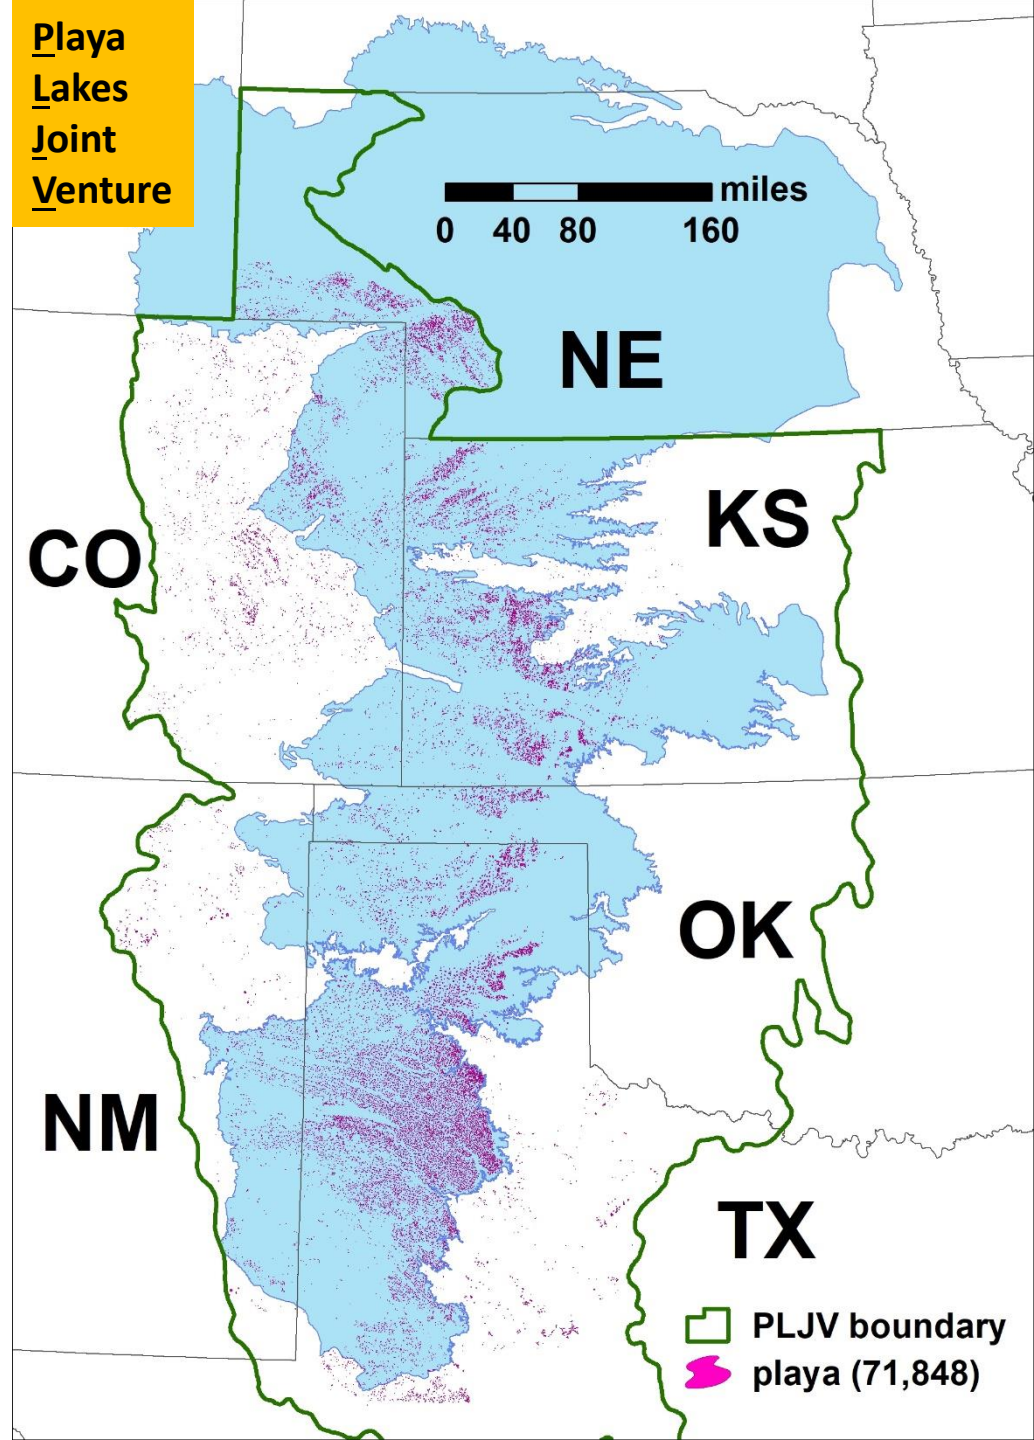 Playa
Lakes
Joint
Venture
miles
0 40 80 160
NE
KS
CO
OK
NM
TX
PLJV boundary
playa (71,848)